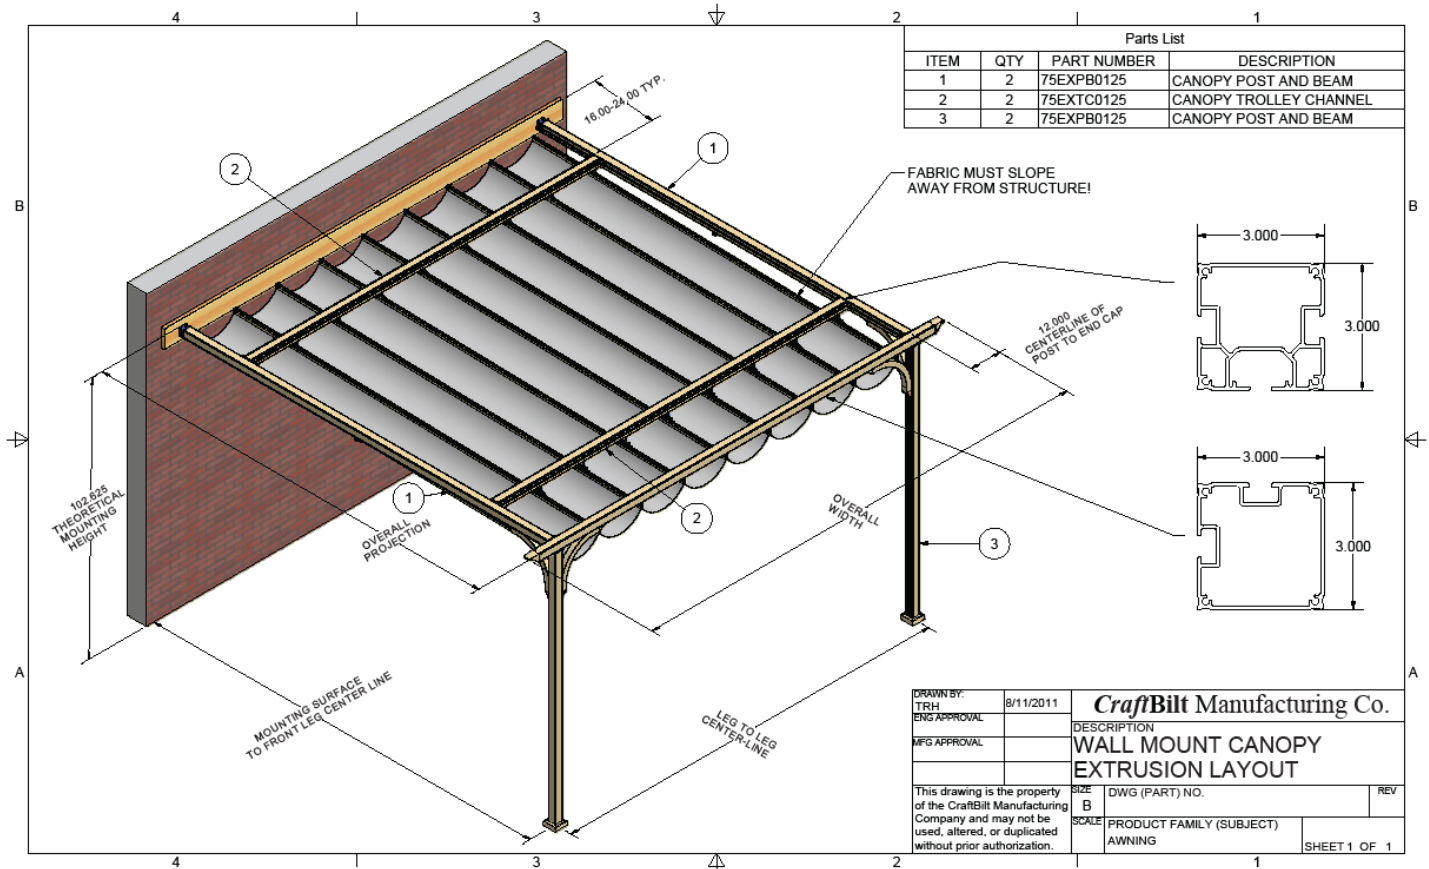 4 3 2 1
Parts List
ITEM QTY PART NUMBER DESCRIPTION
1 2 75EXPB0125 CANOPY POST AND BEAM
2 2 75EXTC0125 CANOPY TROLLEY CHANNEL
3 2 75EXPB0125 CANOPY POST AND BEAM
16.00-24.00 TYP.
1
2
FABRIC MUST SLOPE
AWAY FROM STRUCTURE!
B
B
3.000
3.000
12.000
CENTERLINE OF
POST TO END CAP
102.625
THEORETICAL
MOUNTING
HEIGHT
1
OVERALL
PROJECTION
2
OVERALL
WIDTH
3
3.000
3.000
A
A
MOUNTING SURFACE
TO FRONT LEG CENTER LINE
LEG TO LEG
CENTER-LINE
DRAWN BY:
TRH
8/11/2011
ENG APPROVAL
MFG APPROVAL
CraftBilt Manufacturing Co.
DESCRIPTION
WALL MOUNT CANOPY
EXTRUSION LAYOUT
This drawing is the property
of the CraftBilt Manufacturing
Company and may not be
used, altered, or duplicated
without prior authorization.
SIZE
B
DWG (PART) NO.
REV
SCALE
PRODUCT FAMILY (SUBJECT)
AWNING
SHEET 1 OF 1
4 3 2 1